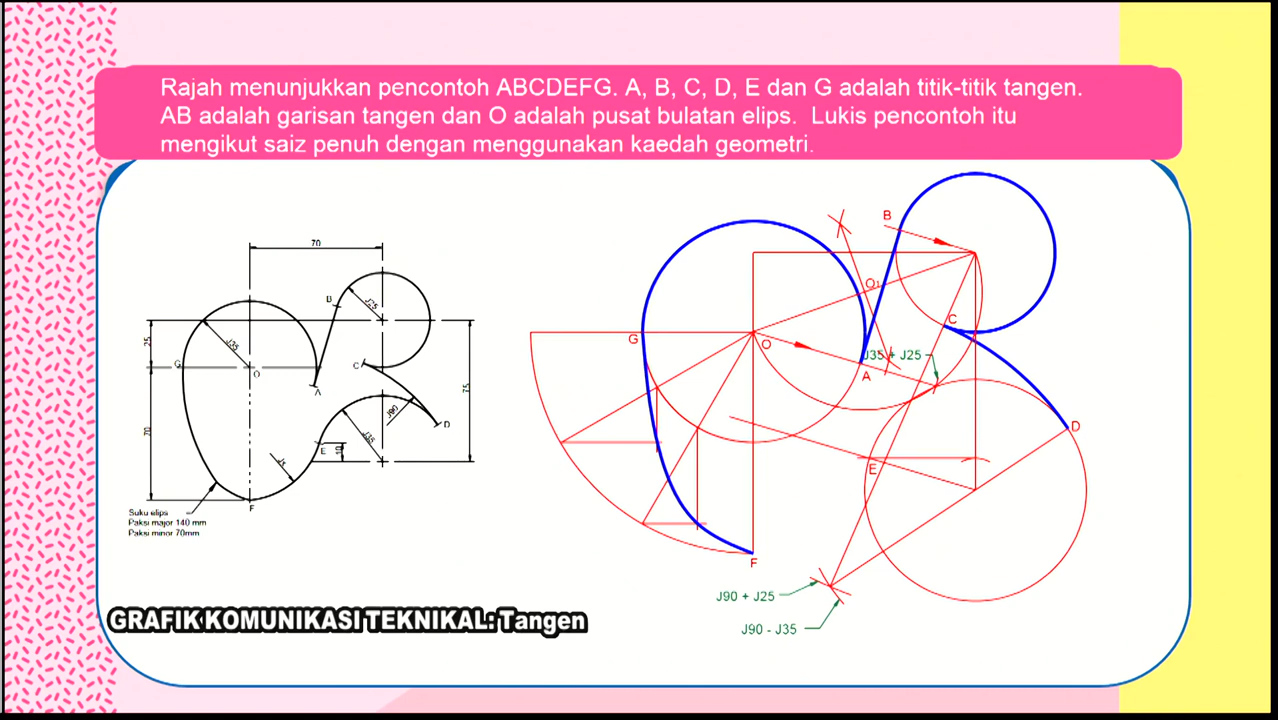 Rajah menunjukkan pencontoh ABCDEFG. A, B, C, D, E dan G adalah titik-titik tangen.
AB adalah garisan tangen dan O adalah pusat bulatan elips. Lukis pencontoh itu
mengikut saiz penuh dengan menggunakan kaedah geometri.
70
B
J25
25
J35
G
O
C
A
75
J90
D
70
J35
E
10
F
Suku elips
Paksi major 140 mm
Paksi minor 70mm
B
O1
C
G
O
J35 + J25
A
D
E
F
J90 + J25
J90 - J35
GRAFIK KOMUNIKASI TEKNIKAL: Tangen